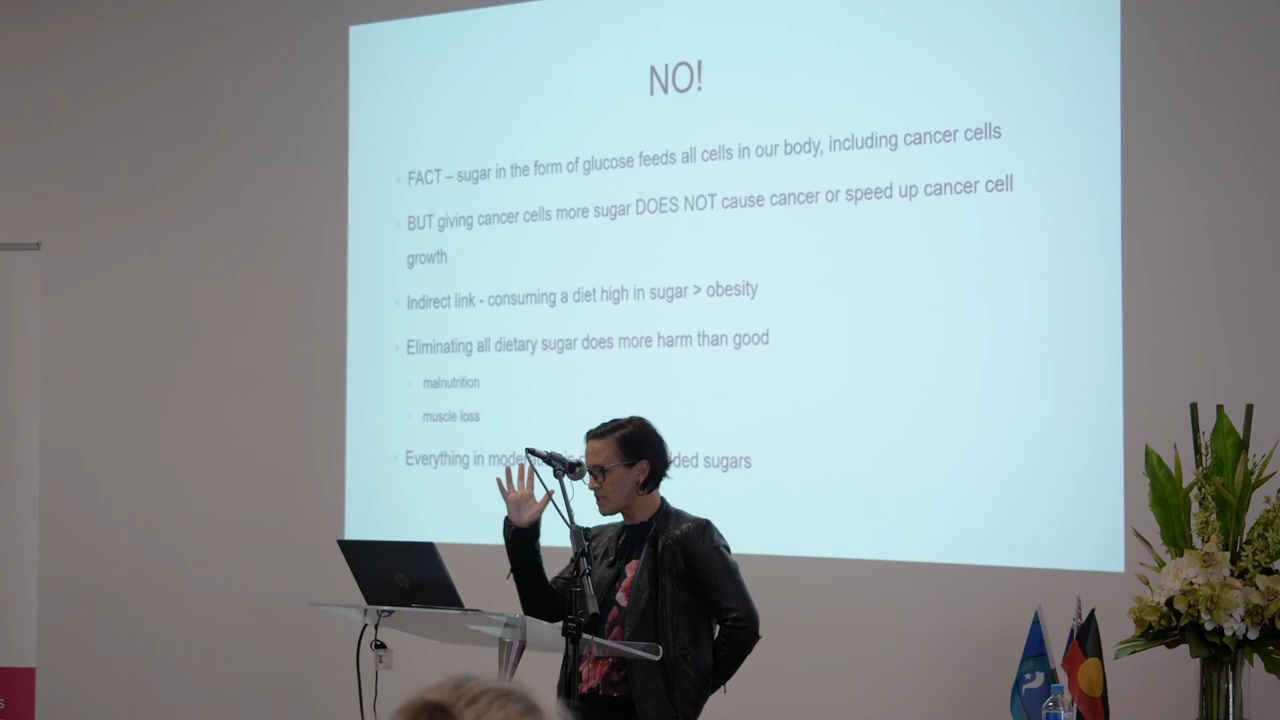 NO!
FACT – sugar in the form of glucose feeds all cells in our body, including cancer cells
BUT giving cancer cells more sugar DOES NOT cause cancer or speed up cancer cell
growth
Indirect link - consuming a diet high in sugar > obesity
Eliminating all dietary sugar does more harm than good
malnutrition
muscle loss
Everything in sugars
hp